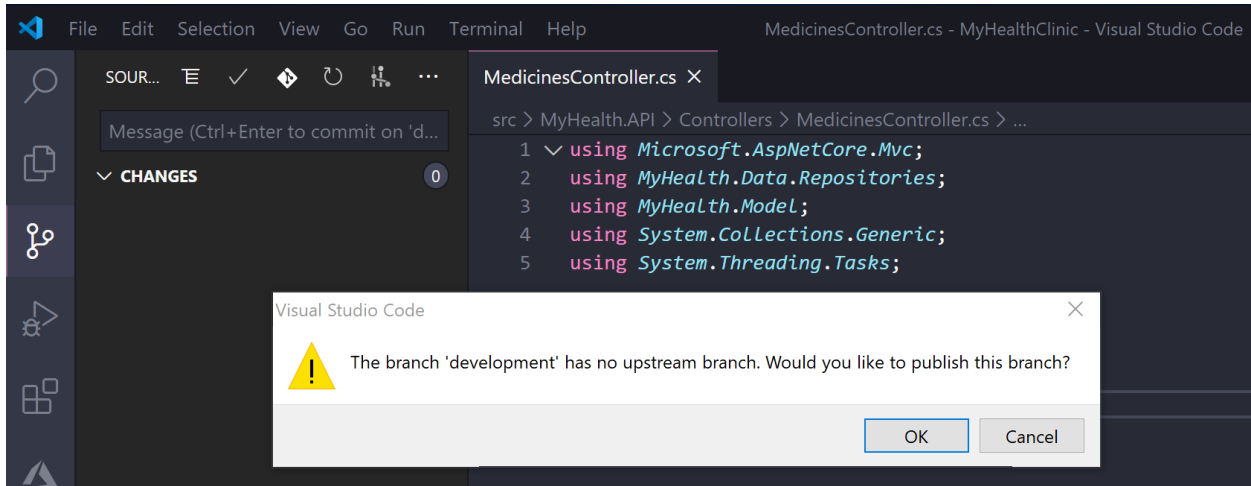 File Edit Selection View Go Run Terminal Help MedicinesController.cs - MyHealthClinic - Visual Studio Code
SOUR...
MedicinesController.cs
src > MyHealth.API > Controllers > MedicinesController.cs > ...
Message (Ctrl+Enter to commit on 'd...
CHANGES 0
1 using Microsoft.AspNetCore.Mvc;
2 using MyHealth.Data.Repositories;
3 using MyHealth.Model;
4 using System.Collections.Generic;
5 using System.Threading.Tasks;
Visual Studio Code
The branch 'development' has no upstream branch. Would you like to publish this branch?
OK Cancel